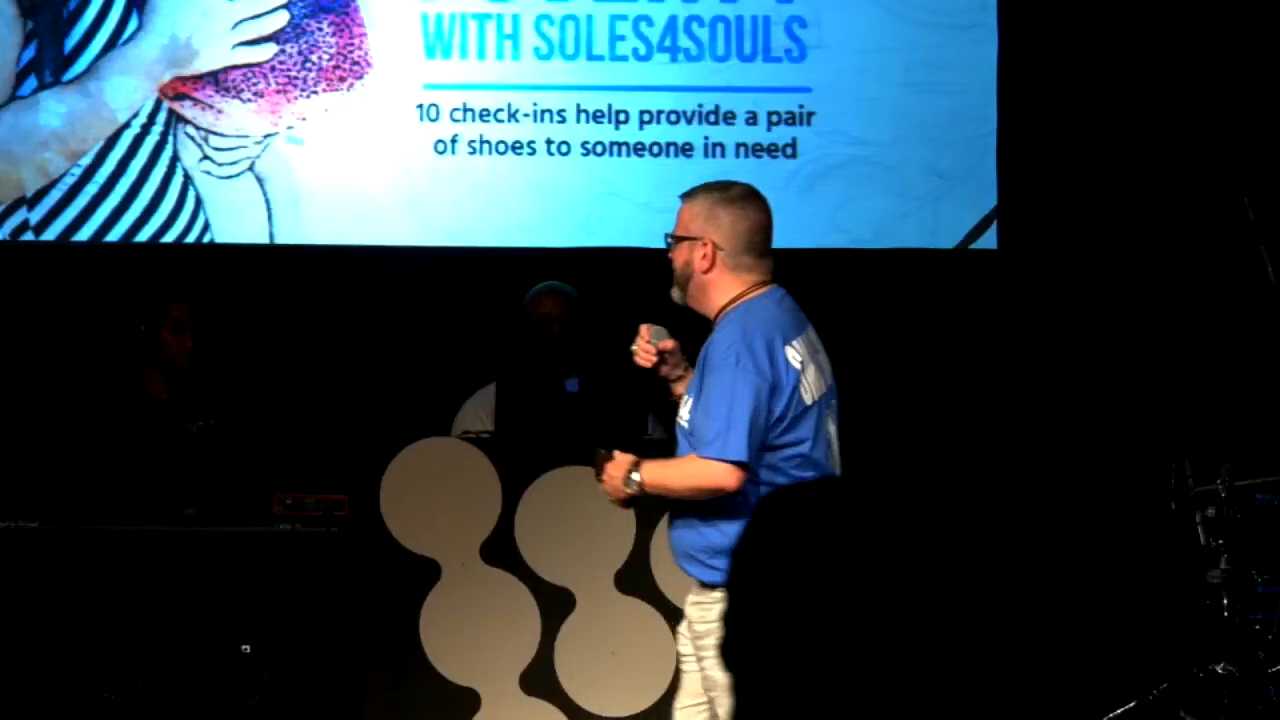 WITH SOLES4SOULS
10 check-ins help provide a pair
of shoes to someone in need